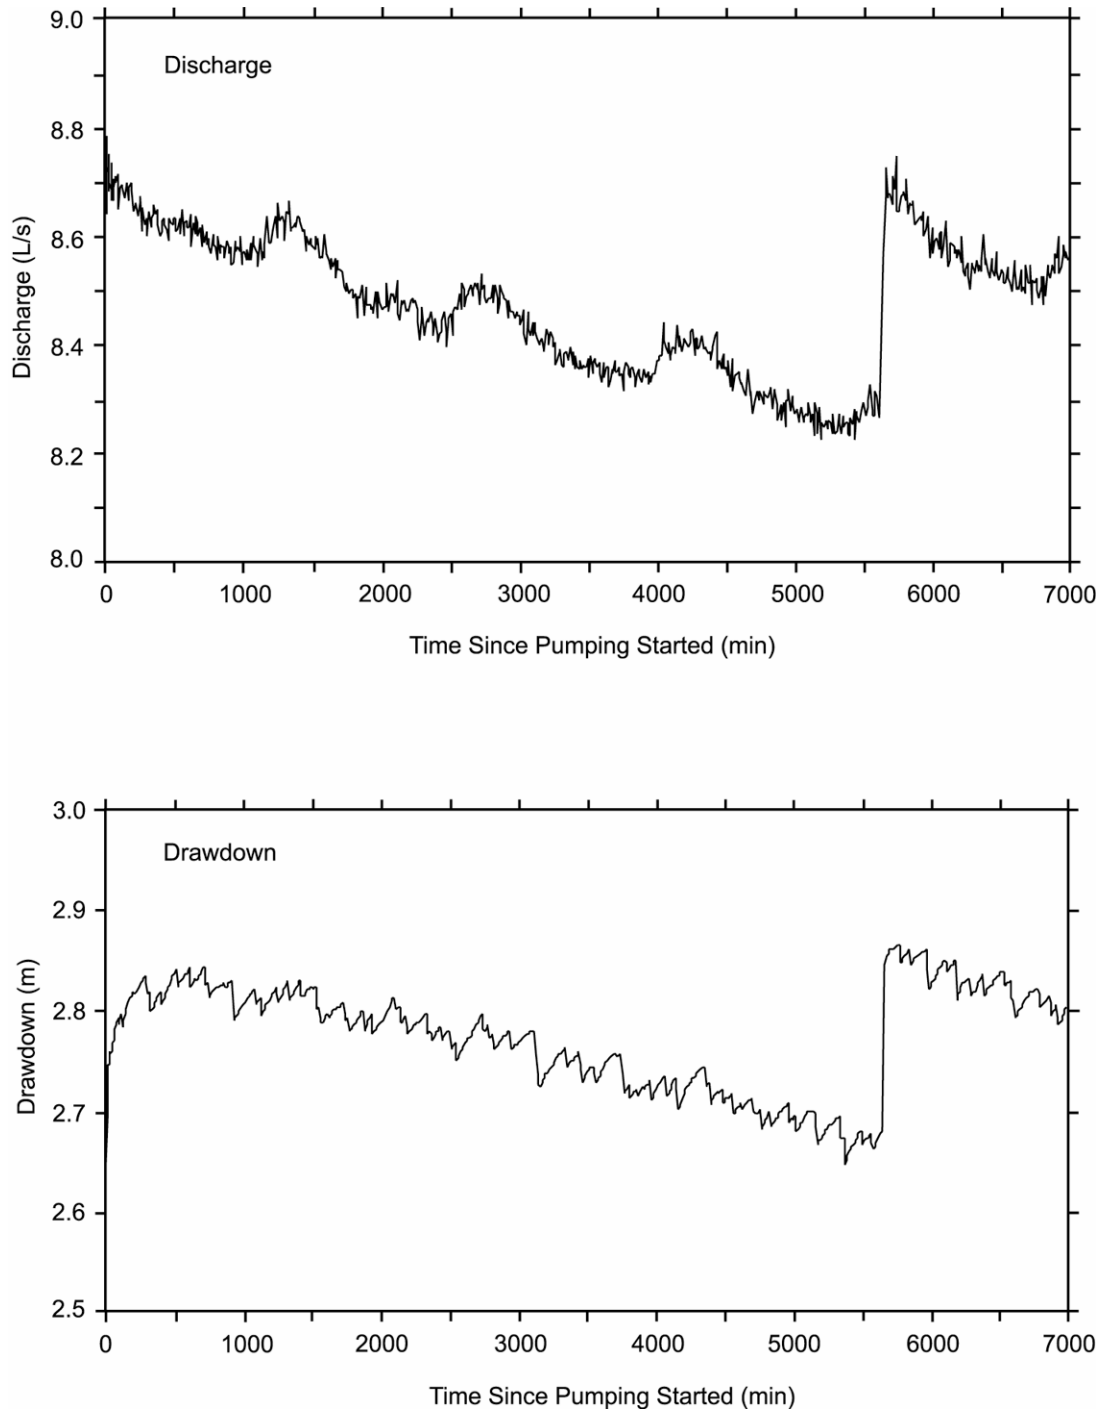 9.0
Discharge
8.8
8.6
Discharge (L/s)
8.4
8.2
8.0
0 1000 2000 3000 4000 5000 6000 7000
Time Since Pumping Started (min)
3.0
Drawdown
2.9
2.8
Drawdown (m)
2.7
2.6
2.5
0 1000 2000 3000 4000 5000 6000 7000
Time Since Pumping Started (min)